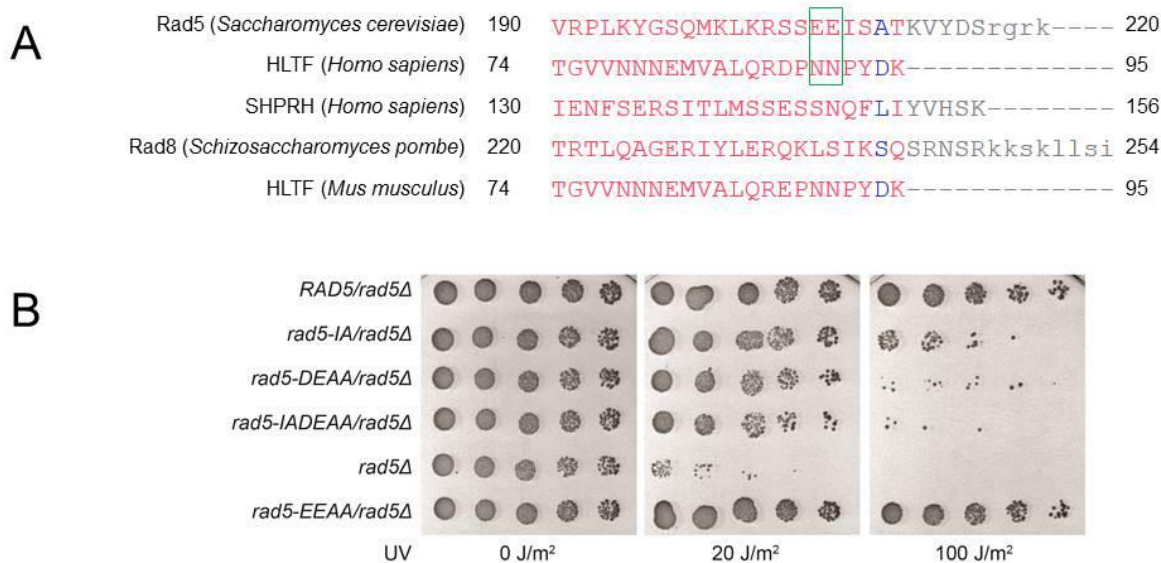 A
Rad5 (Saccharomyces cerevisiae) 190 VRPLKYGSQMKLKRSSEEISATKVYDSrgrk---- 220
HLTF (Homo sapiens) 74 TGVVNNNEMVALQRDPNNPYDK------------- 95
SHPRH (Homo sapiens) 130 IENFSERSITLMSSESSNQFLIYVHSK-------- 156
Rad8 (Schizosaccharomyces pombe) 220 TRTLQAGERIYLERQKLSIKSQSRNSRkkskllsi 254
HLTF (Mus musculus) 74 TGVVNNNEMVALQREPNNPYDK------------- 95
B
RAD5/rad5Δ
rad5-IA/rad5Δ
rad5-DEAA/rad5Δ
rad5-IADEAA/rad5Δ
rad5Δ
rad5-EEAA/rad5Δ
UV 0 J/m² 20 J/m² 100 J/m²